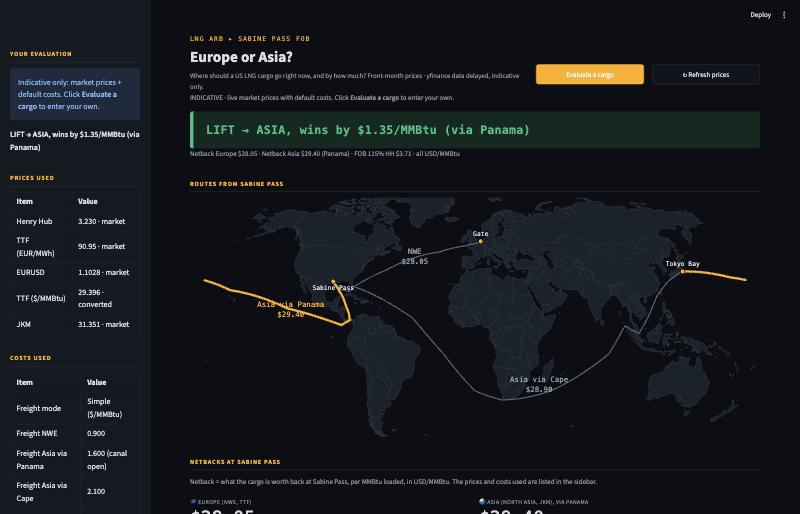 Deploy
YOUR EVALUATION
Indicative only: market prices +
default costs. Click Evaluate a
cargo to enter your own.
LIFT → ASIA, wins by $1.35/MMBtu (via
Panama)
PRICES USED
Item Value
Henry Hub 3.230 · market
TTF
(EUR/MWh) 90.95 · market
EURUSD 1.1028 · market
TTF ($/MMBtu) 29.396 ·
converted
JKM 31.351 · market
COSTS USED
Item Value
Freight mode Simple
($/MMBtu)
Freight NWE 0.900
Freight Asia via
Panama 1.600 (canal
open)
Freight Asia via
Cape 2.100
LNG ARB ▸ SABINE PASS FOB
Europe or Asia?
Where should a US LNG cargo go right now, and by how much? Front-month prices · yfinance data delayed, indicative
only.
INDICATIVE · live market prices with default costs. Click Evaluate a cargo to enter your own.
Evaluate a cargo
↻ Refresh prices
LIFT → ASIA, wins by $1.35/MMBtu (via Panama)
Netback Europe $28.05 · Netback Asia $29.40 (Panama) · FOB 115% HH $3.71 · all USD/MMBtu
ROUTES FROM SABINE PASS
Gate
NWE
$28.05
Tokyo Bay
Sabine Pass
Asia via Panama
$29.40
Asia via Cape
$28.90
NETBACKS AT SABINE PASS
Netback = what the cargo is worth back at Sabine Pass, per MMBtu loaded, in USD/MMBtu. The prices and costs used are listed in the sidebar.
EUROPE (NWE, TTF)
ASIA (NORTH ASIA, JKM), VIA PANAMA
$28.05
$29.40